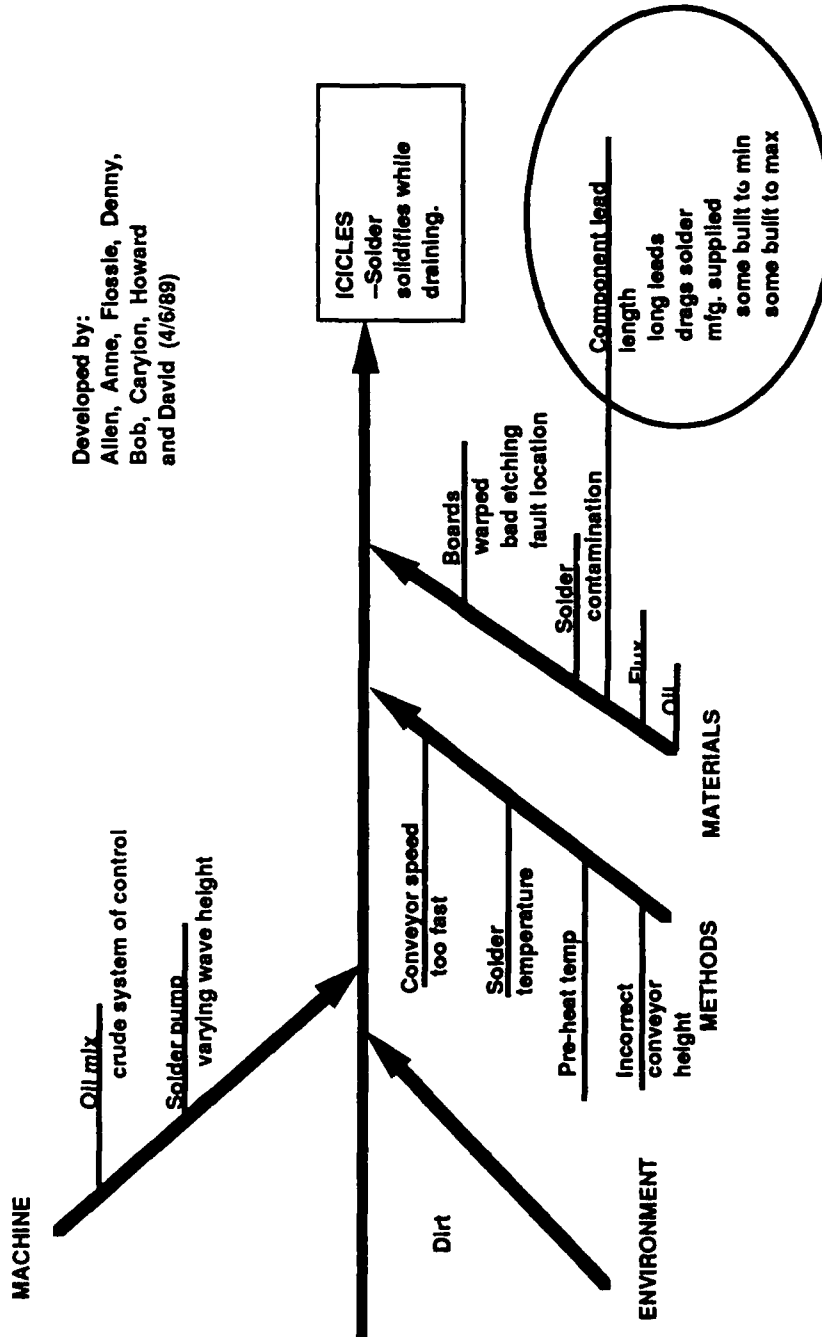 MACHINE
Oil mix
crude system of control
Solder pump
varying wave height
Developed by:
Allen, Anne, Flossie, Denny,
Bob, Carylon, Howard
and David (4/6/89)
ICICLES
–Solder
solidifies while
draining.
Dirt
ENVIRONMENT
Conveyor speed
too fast
Solder
temperature
Pre-heat temp
Incorrect
conveyor
height
METHODS
Boards
warped
bad etching
fault location
Solder
contamination
Component lead
length
long leads
drags solder
mfg. supplied
some built to min
some built to max
Flux
Oil
MATERIALS